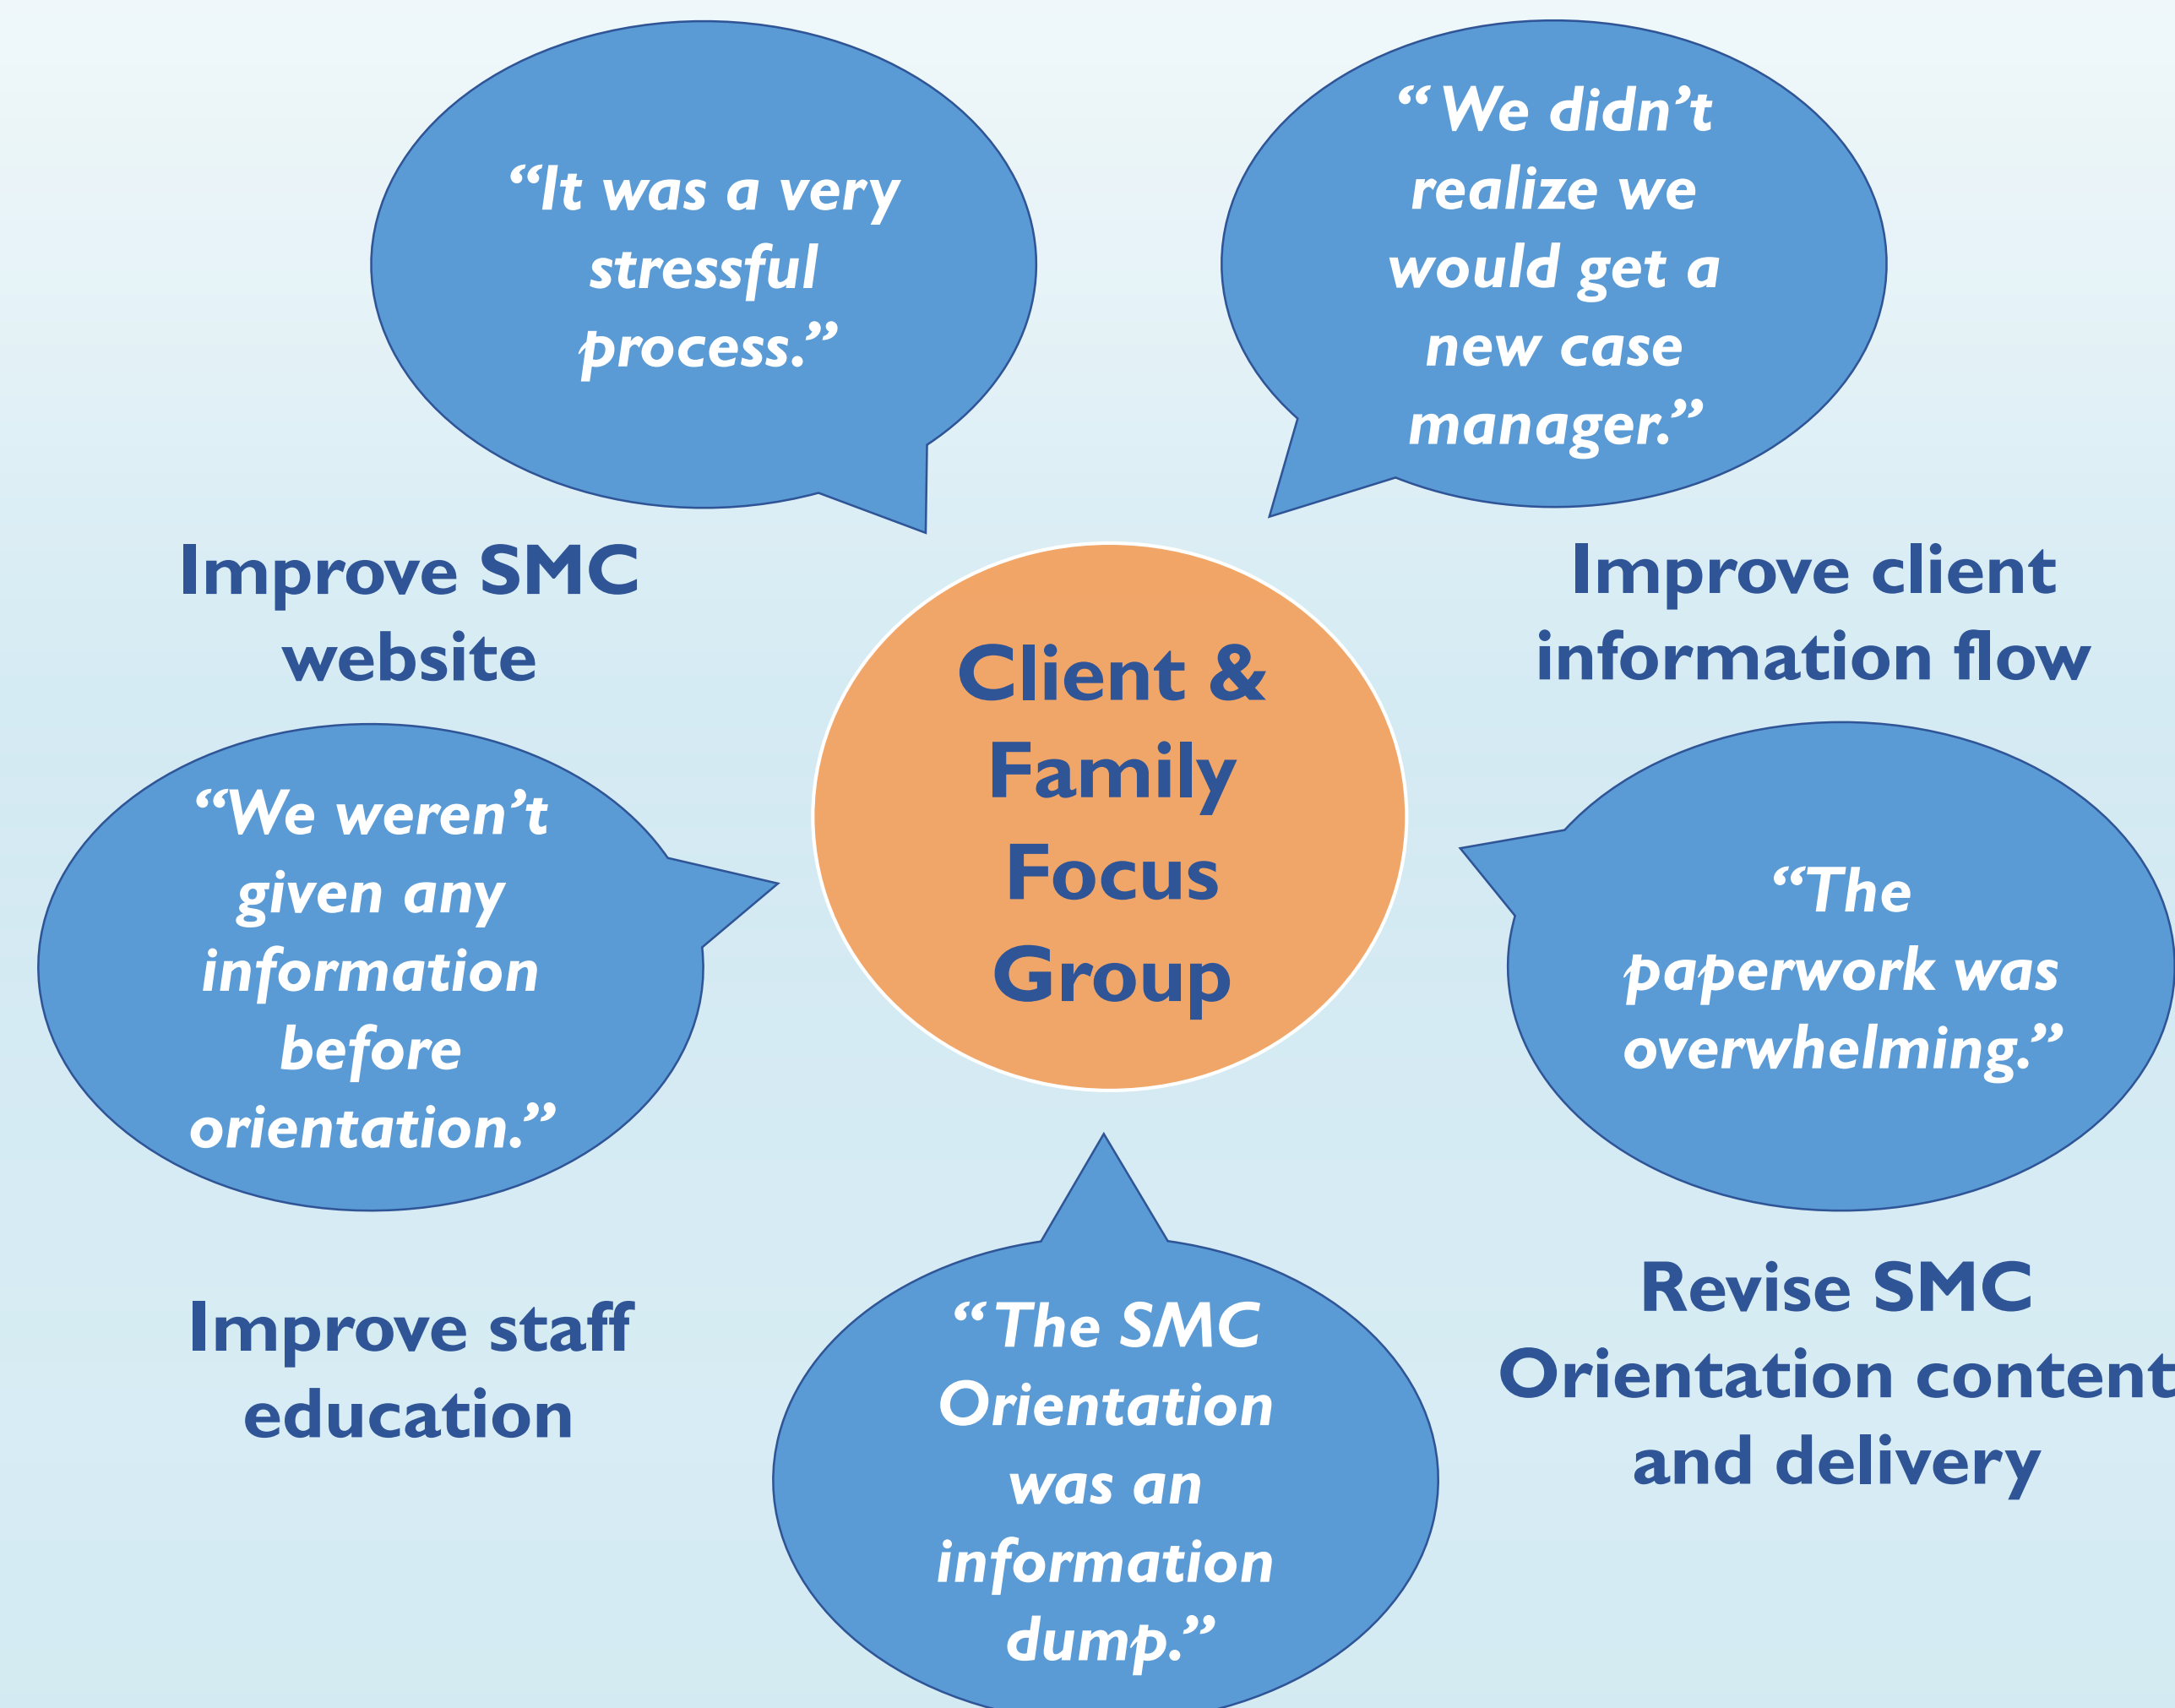 “It was a very
stressful
process.”
“ We didn’t
realize we
would get a
new case
manager.”
Improve SMC
website
Improve client
information flow
Client &
Family
Focus
Group
“We weren’t
given any
information
before
orientation.”
“The
paperwork was
overwhelming.”
Improve staff
education
“ The SMC
Orientation
was an
information
dump.”
Revise SMC
Orientation content
and delivery